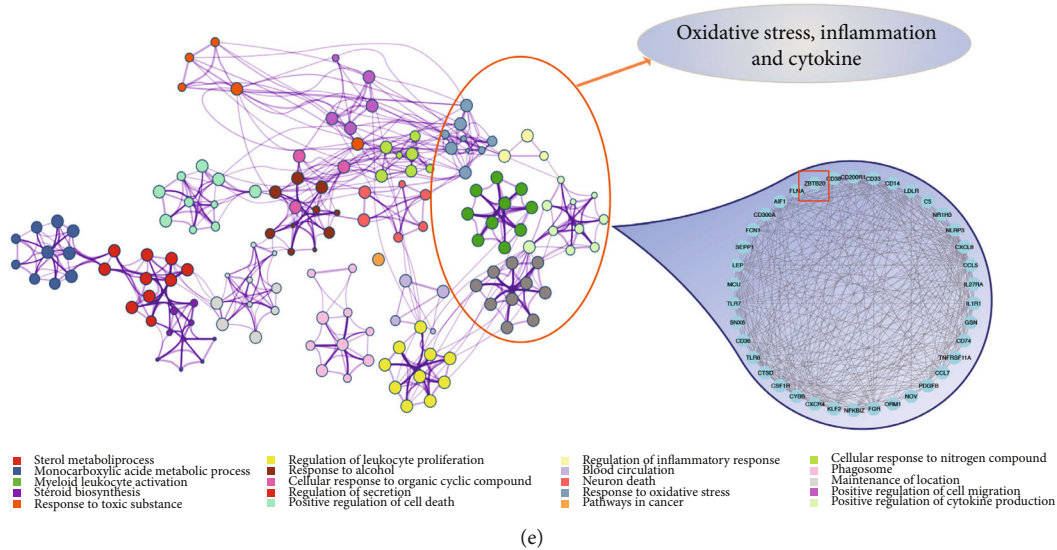 Oxidative stress, inflammation
and cytokine
ZBTB20
CD38
CD200R1
CD33
CD14
LDLR
C5
NR1H3
NLRP3
CXCL8
CCL5
IL27RA
IL1R1
GSN
CD74
TNFRSF11A
CCL7
PDGFB
NOV
ORM1
FGR
NFKBIZ
KLF2
CXCR4
CYBB
CSF1R
CTSD
TLR8
CD36
SNX6
TLR7
MCU
LEP
SEPP1
FCN1
CD300A
AIF1
FLNA
Sterol metaboliprocess
Monocarboxylic acide metabolic process
Myeloid leukocyte activation
Steroid biosynthesis
Response to toxic substance
Regulation of leukocyte proliferation
Response to alcohol
Cellular response to organic cyclic compound
Regulation of secretion
Positive regulation of cell death
Regulation of inflammatory response
Blood circulation
Neuron death
Response to oxidative stress
Pathways in cancer
Cellular response to nitrogen compound
Phagosome
Maintenance of location
Positive regulation of cell migration
Positive regulation of cytokine production
(e)